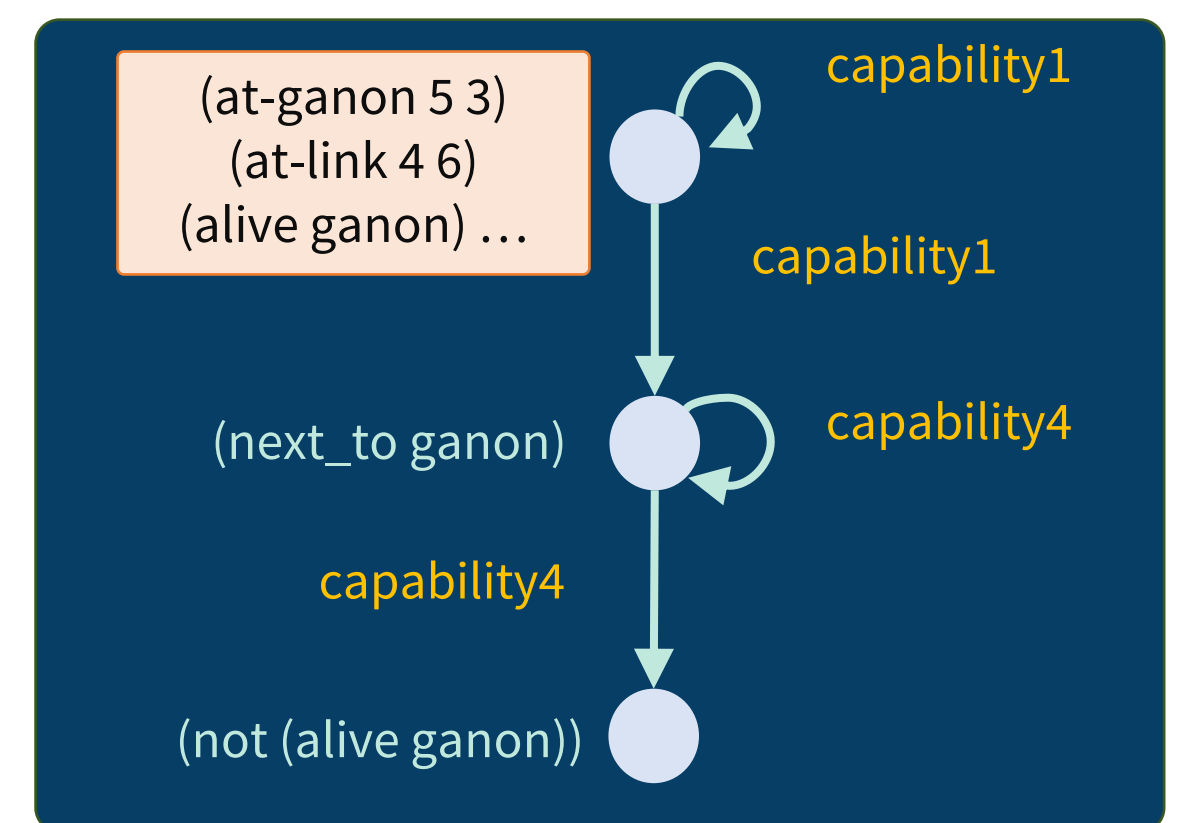 capability1
(at-ganon 5 3)
(at-link 4 6)
(alive ganon) …
capability1
(next_to ganon)
capability4
capability4
(not (alive ganon))